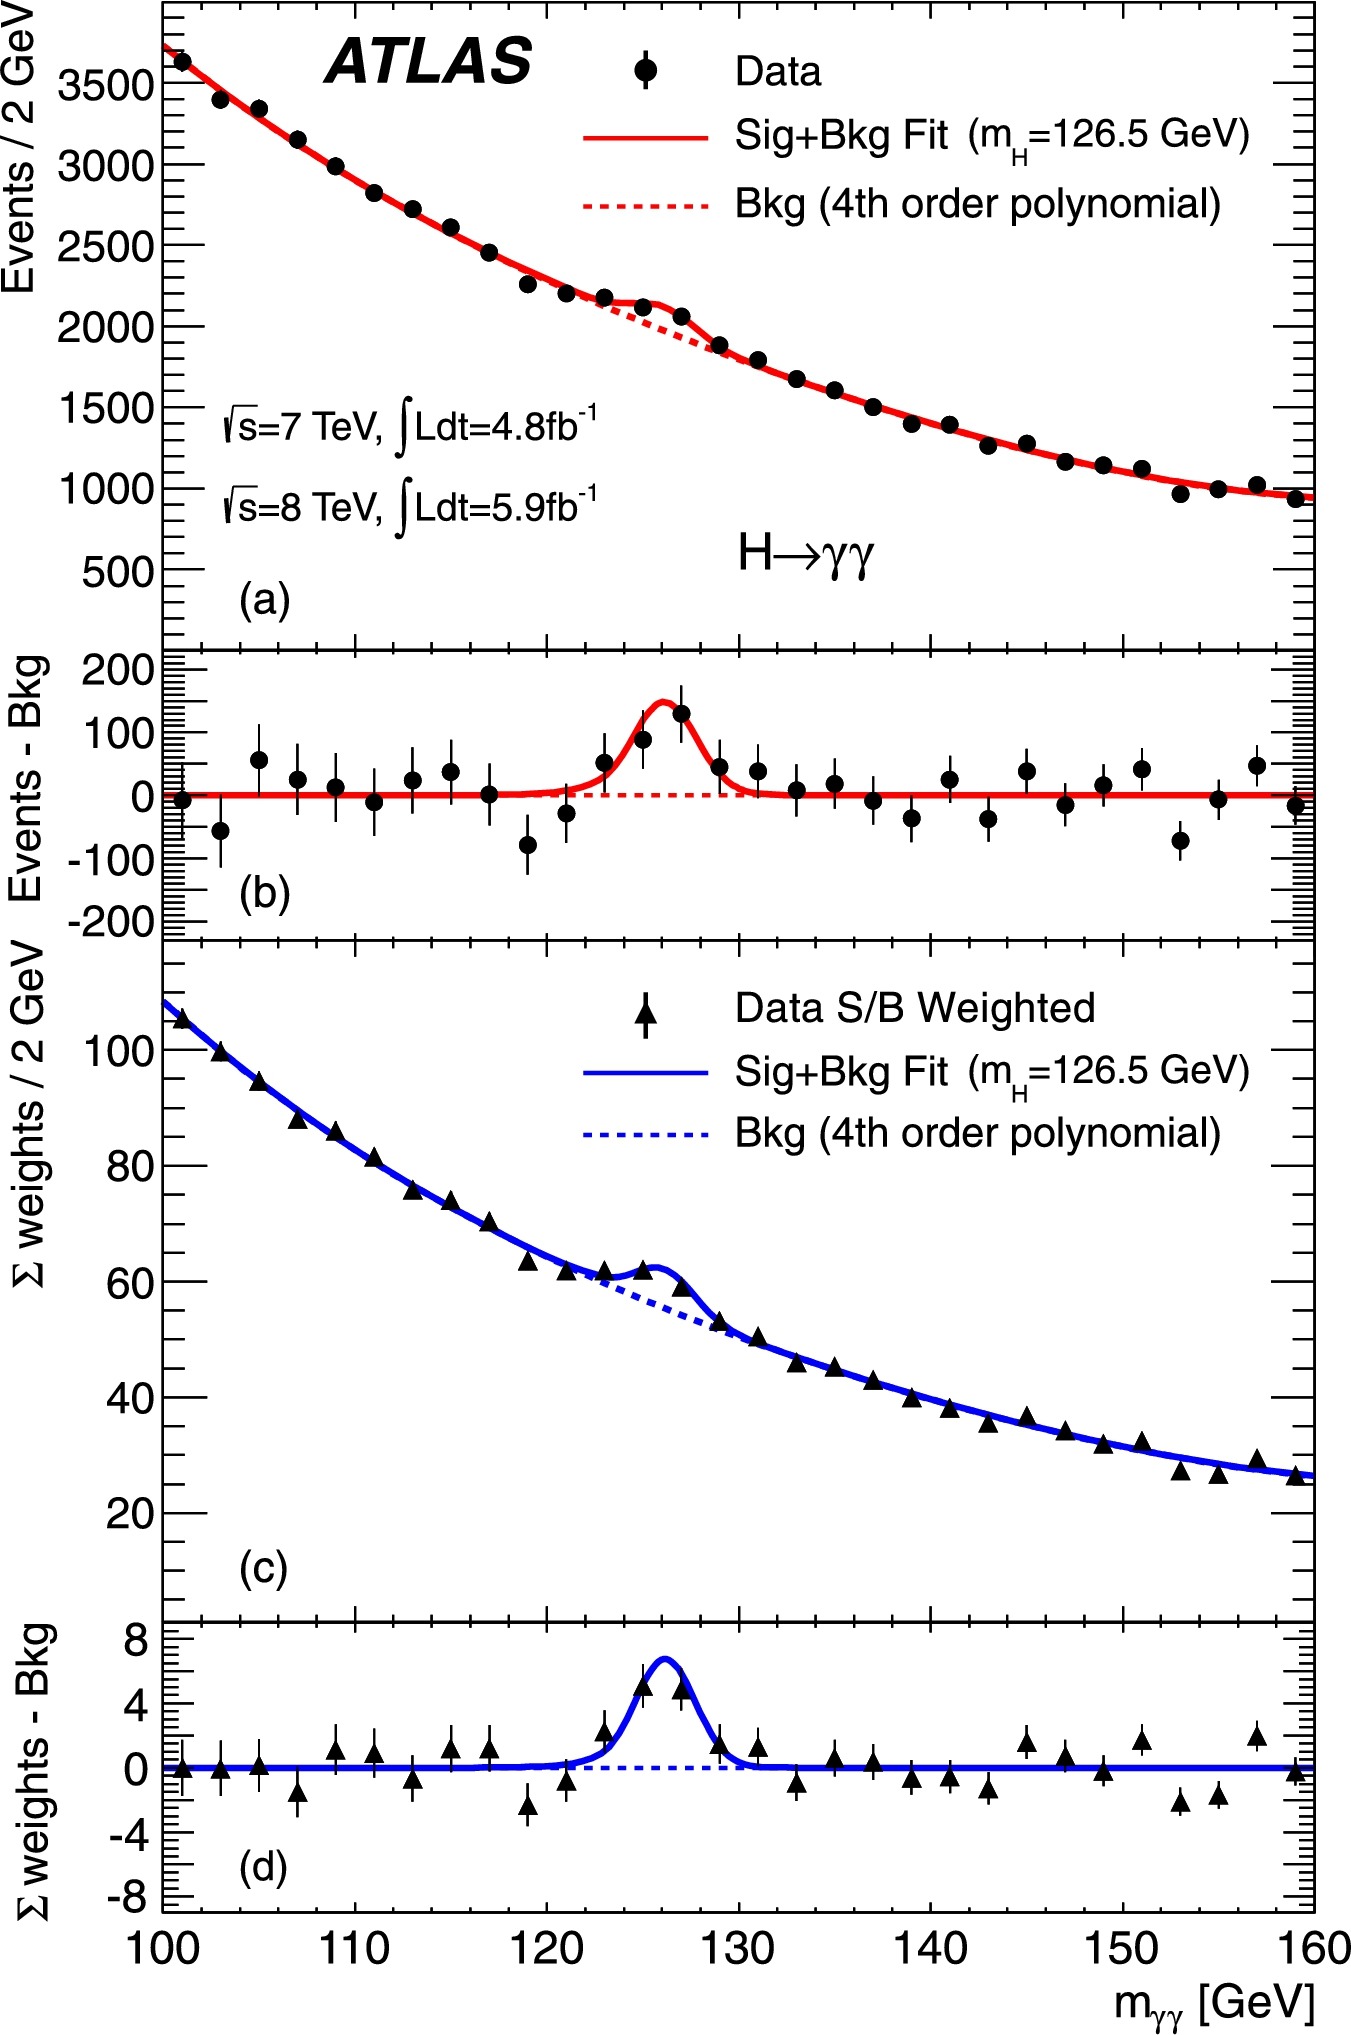 ATLAS
Data
Sig+Bkg Fit (mH=126.5 GeV)
Bkg (4th order polynomial)
Events / 2 GeV
3500
3000
2500
2000
1500
1000
500
√s=7 TeV, ∫Ldt=4.8fb-1
√s=8 TeV, ∫Ldt=5.9fb-1
H→γγ
(a)
Events - Bkg
200
100
0
-100
-200
(b)
Σ weights / 2 GeV
Data S/B Weighted
Sig+Bkg Fit (mH=126.5 GeV)
Bkg (4th order polynomial)
100
80
60
40
20
(c)
Σ weights - Bkg
8
4
0
-4
-8
(d)
100 110 120 130 140 150 160
mγγ [GeV]